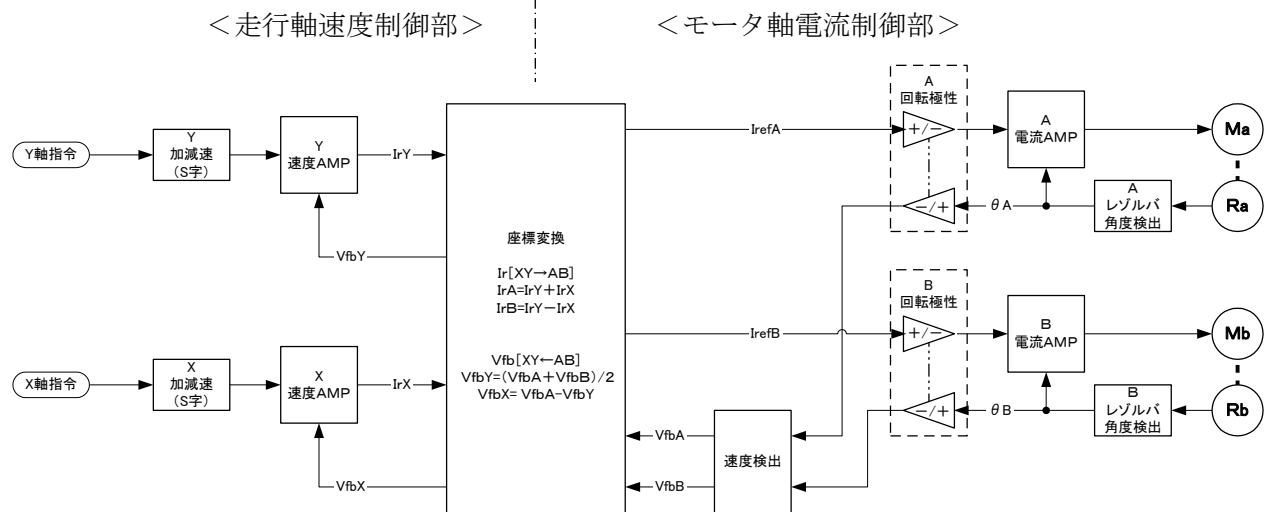 <走行軸速度制御部>
<モータ軸電流制御部>
Y軸指令
Y
加減速
(S字)
Y
速度AMP
IrY
VfbY
X軸指令
X
加減速
(S字)
X
速度AMP
IrX
VfbX
座標変換
Ir[XY→AB]
IrA=IrY+IrX
IrB=IrY-IrX
Vfb[XY←AB]
VfbY=(VfbA+VfbB)/2
VfbX=VfbA-VfbY
IrefA
A
回転極性
+/-
-/+
A
電流AMP
Ma
θA
A
レゾルバ
角度検出
Ra
IrefB
B
回転極性
+/-
-/+
B
電流AMP
Mb
θB
B
レゾルバ
角度検出
Rb
VfbA
VfbB
速度検出